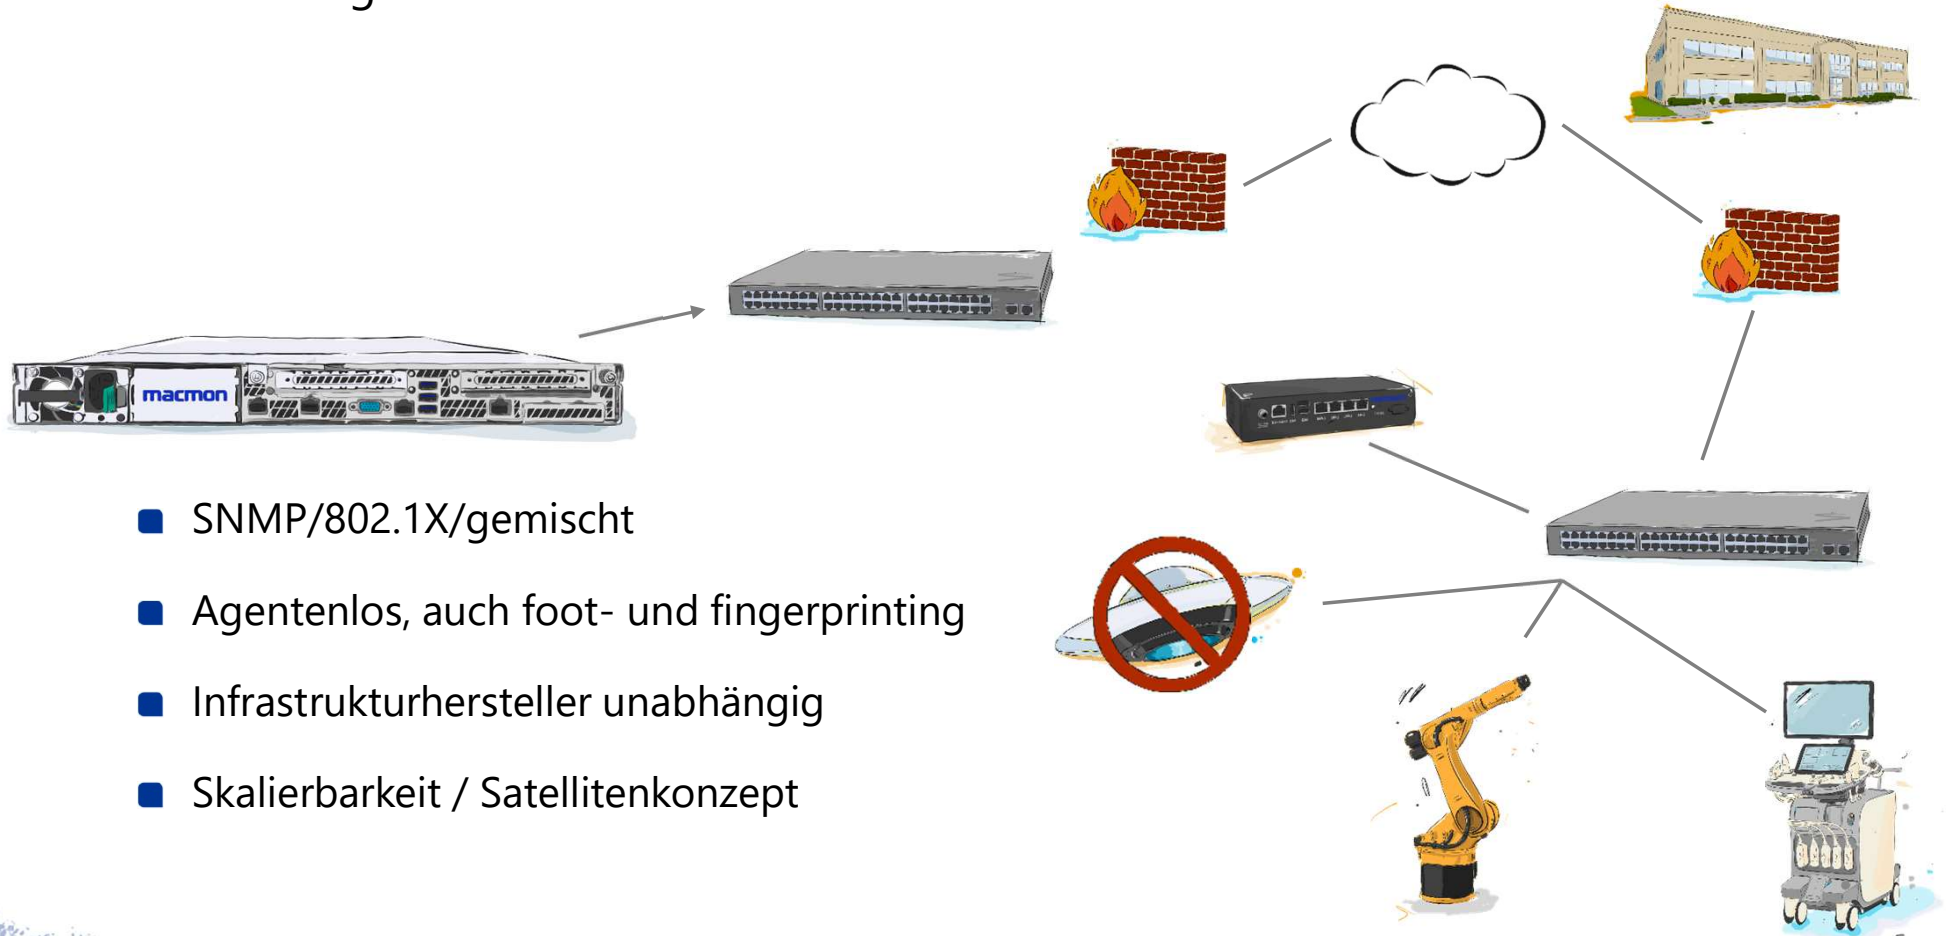 macmon
SNMP/802.1X/gemischt
Agentenlos, auch foot- und fingerprinting
Infrastrukturhersteller unabhängig
Skalierbarkeit / Satellitenkonzept